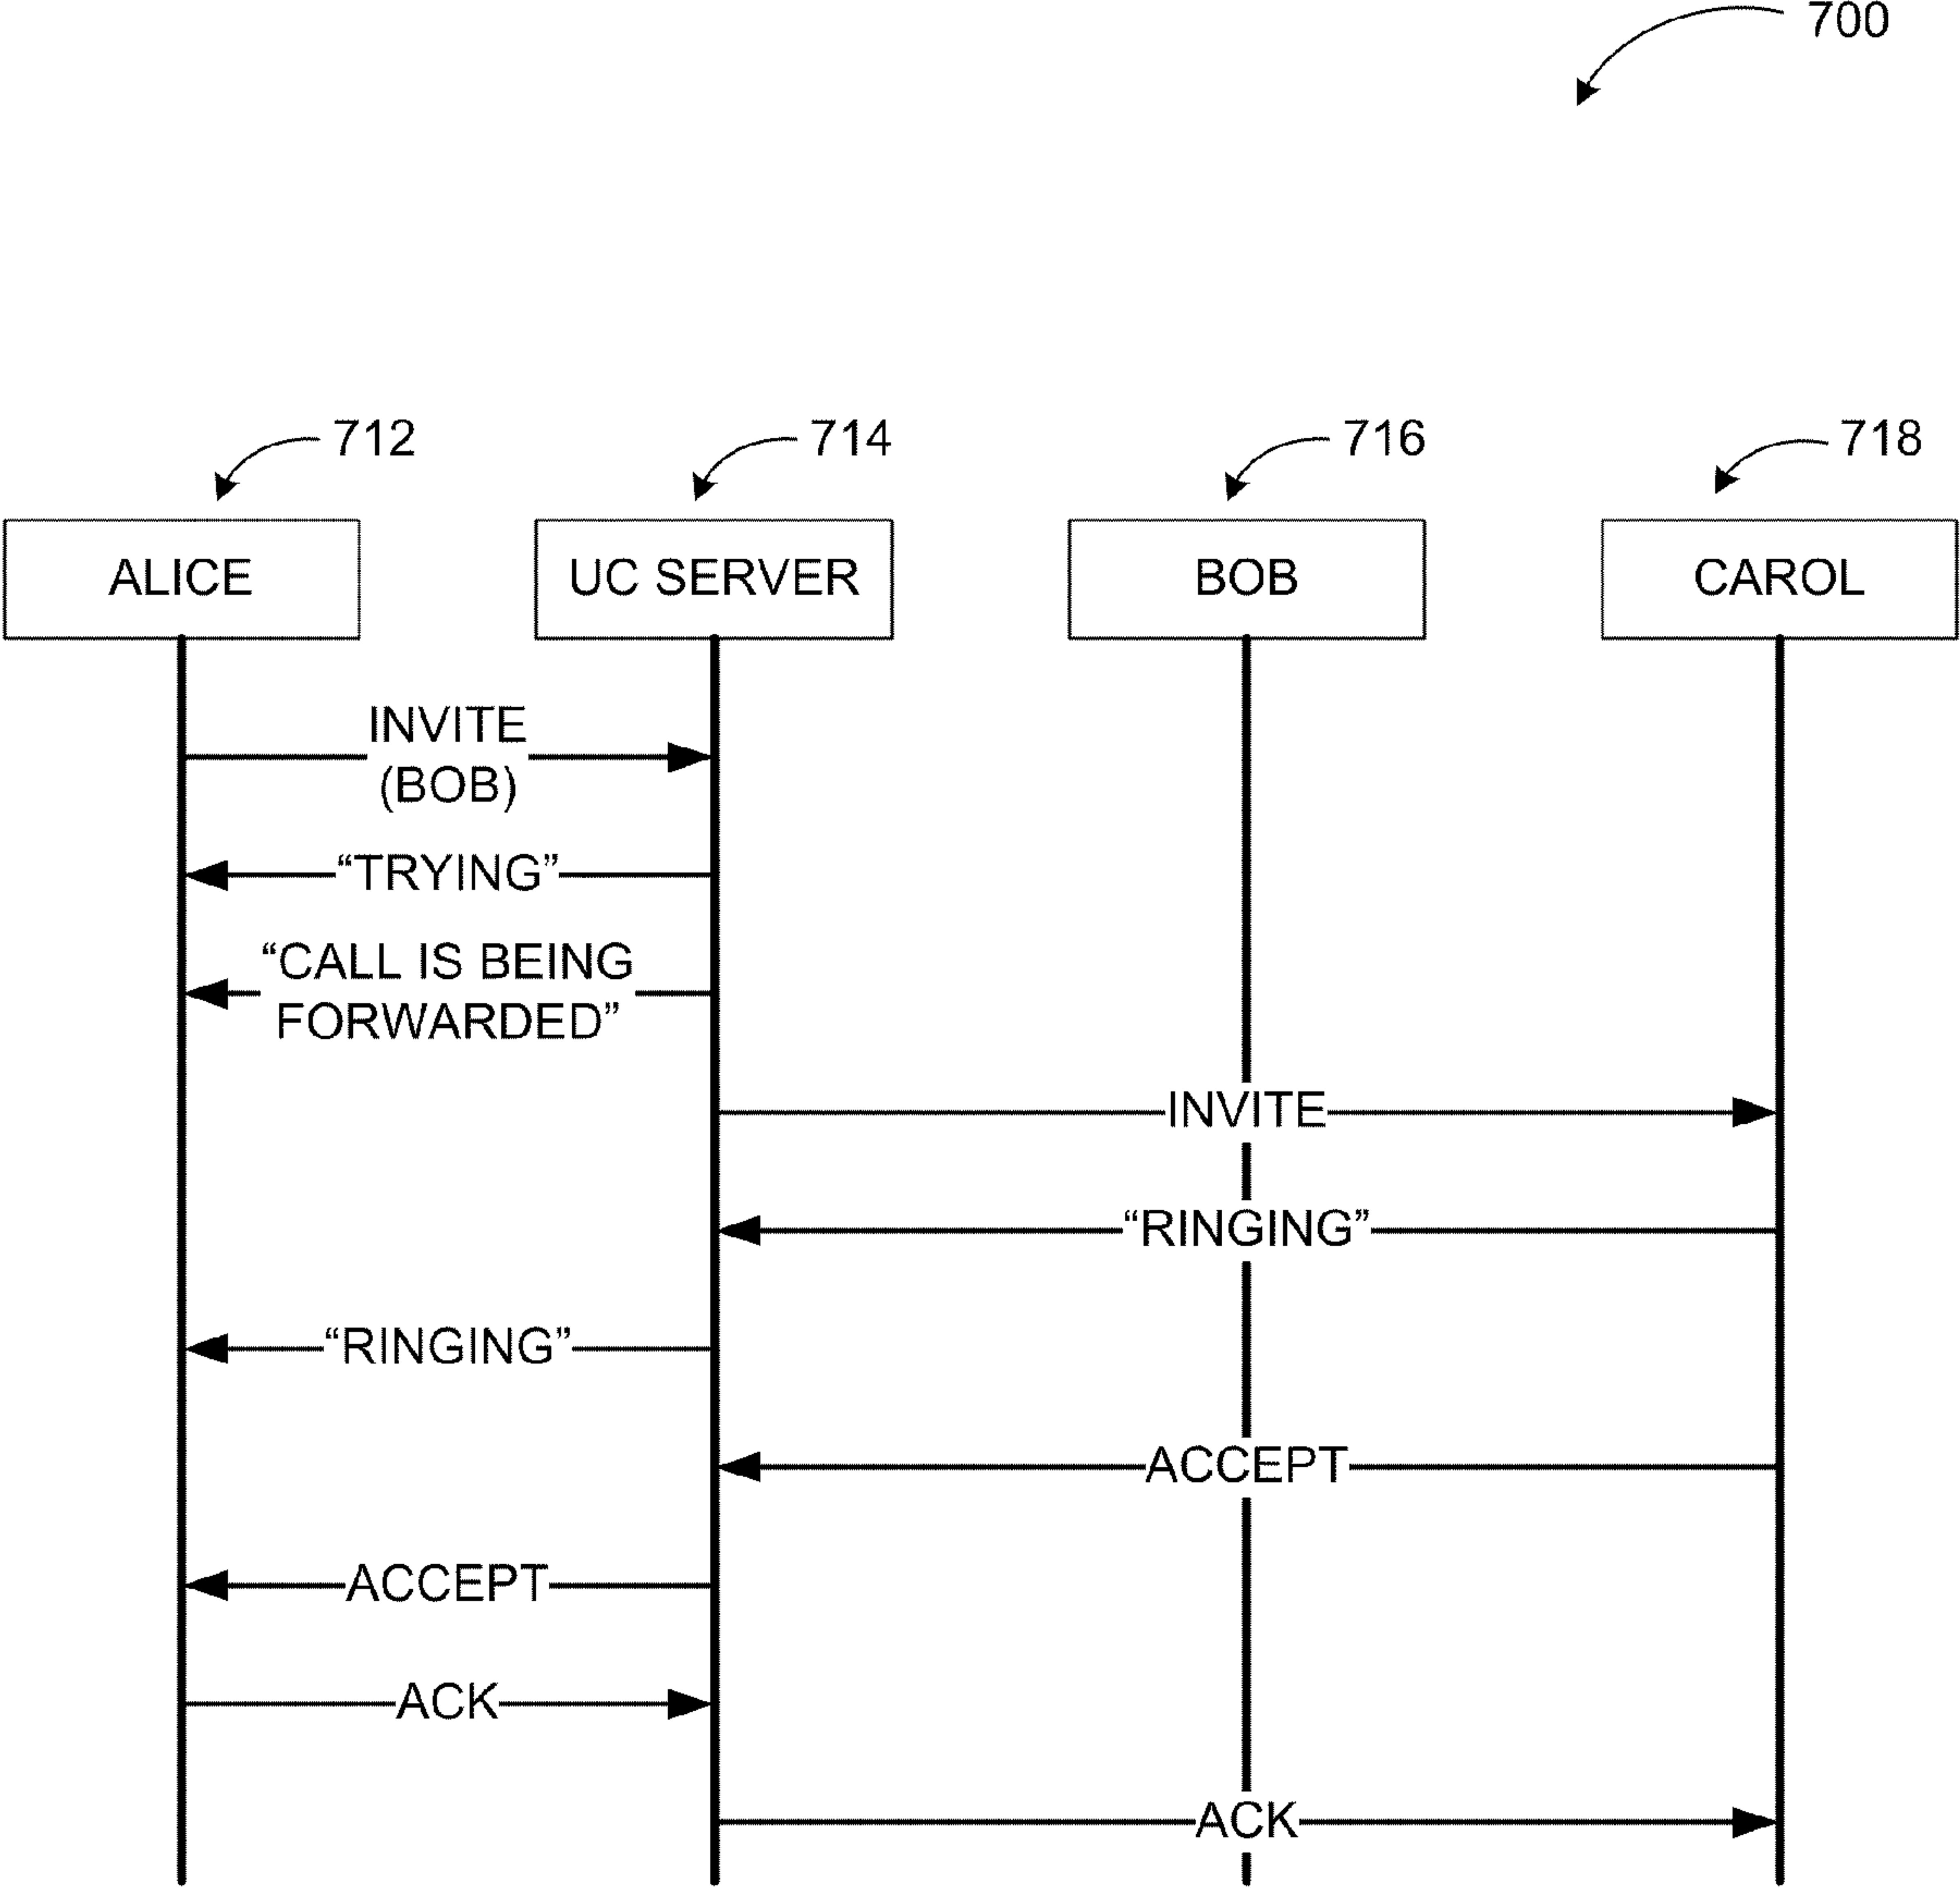 700
712
714
716
718
ALICE
UC SERVER
BOB
CAROL
INVITE
(BOB)
“TRYING”
“CALL IS BEING
FORWARDED”
INVITE
“RINGING”
“RINGING”
ACCEPT
ACCEPT
ACK
ACK